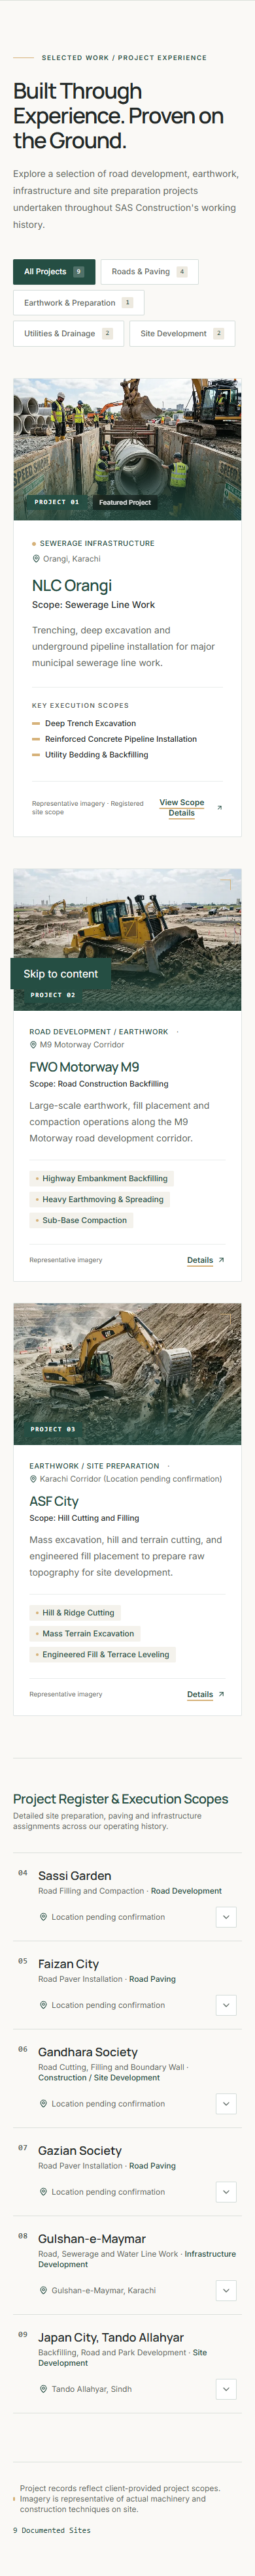 SELECTED WORK / PROJECT EXPERIENCE
Built Through
Experience. Proven on
the Ground.
Explore a selection of road development, earthwork,
infrastructure and site preparation projects
undertaken throughout SAS Construction's working
history.
All Projects 9
Roads & Paving 4
Earthwork & Preparation 1
Utilities & Drainage 2
Site Development 2
PROJECT 01
Featured Project
SEWERAGE INFRASTRUCTURE
Orangi, Karachi
NLC Orangi
Scope: Sewerage Line Work
Trenching, deep excavation and
underground pipeline installation for major
municipal sewerage line work.
KEY EXECUTION SCOPES
Deep Trench Excavation
Reinforced Concrete Pipeline Installation
Utility Bedding & Backfilling
Representative imagery · Registered
site scope
View Scope
Details
Skip to content
PROJECT 02
ROAD DEVELOPMENT / EARTHWORK ·
M9 Motorway Corridor
FWO Motorway M9
Scope: Road Construction Backfilling
Large-scale earthwork, fill placement and
compaction operations along the M9
Motorway road development corridor.
Highway Embankment Backfilling
Heavy Earthmoving & Spreading
Sub-Base Compaction
Representative imagery
Details
PROJECT 03
EARTHWORK / SITE PREPARATION ·
Karachi Corridor (Location pending confirmation)
ASF City
Scope: Hill Cutting and Filling
Mass excavation, hill and terrain cutting, and
engineered fill placement to prepare raw
topography for site development.
Hill & Ridge Cutting
Mass Terrain Excavation
Engineered Fill & Terrace Leveling
Representative imagery
Details
Project Register & Execution Scopes
Detailed site preparation, paving and infrastructure
assignments across our operating history.
04
Sassi Garden
Road Filling and Compaction · Road Development
Location pending confirmation
05
Faizan City
Road Paver Installation · Road Paving
Location pending confirmation
06
Gandhara Society
Road Cutting, Filling and Boundary Wall ·
Construction / Site Development
Location pending confirmation
07
Gazian Society
Road Paver Installation · Road Paving
Location pending confirmation
08
Gulshan-e-Maymar
Road, Sewerage and Water Line Work · Infrastructure
Development
Gulshan-e-Maymar, Karachi
09
Japan City, Tando Allahyar
Backfilling, Road and Park Development · Site
Development
Tando Allahyar, Sindh
Project records reflect client-provided project scopes.
Imagery is representative of actual machinery and
construction techniques on site.
9 Documented Sites